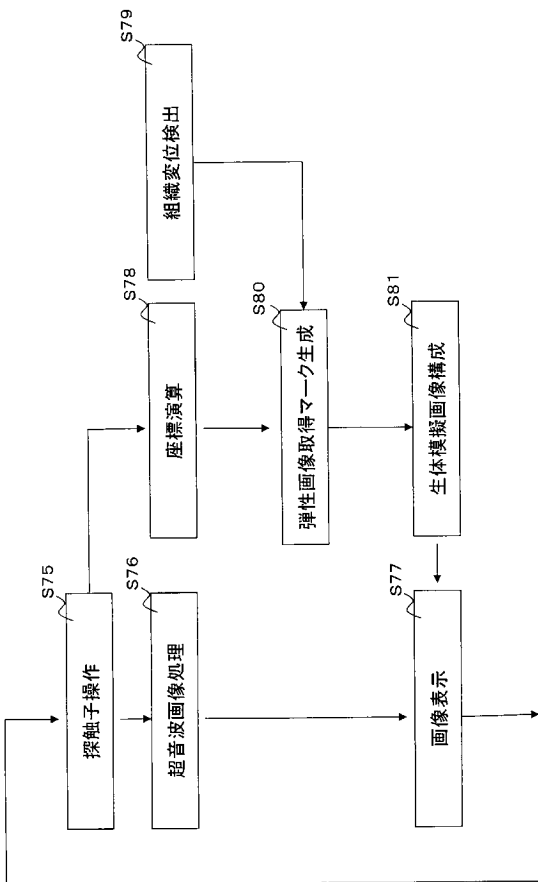 S75
探触子操作
S76
超音波画像処理
S77
画像表示
S78
座標演算
S79
組織変位検出
S80
弾性画像取得マーク生成
S81
生体模擬画像構成